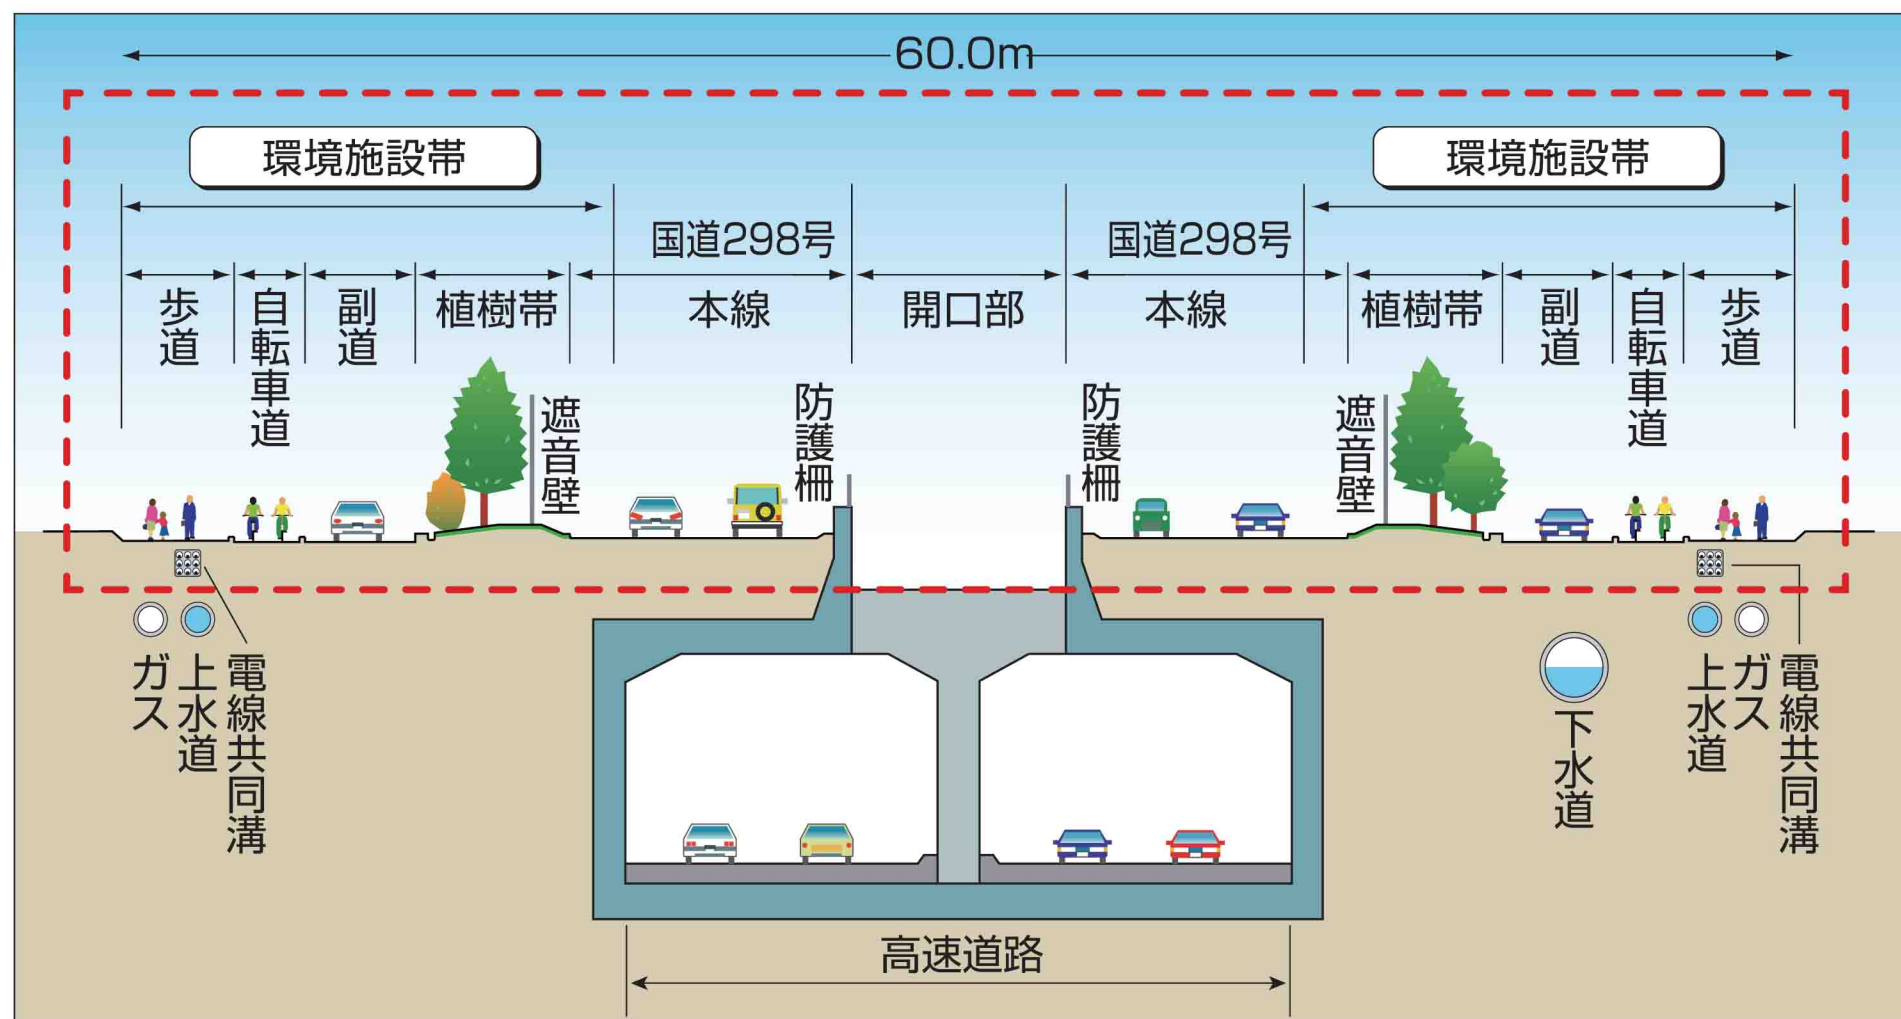 60.0m
環境施設帯
環境施設帯
国道298号
国道298号
歩道
自転車道
副道
植樹帯
本線
開口部
本線
植樹帯
副道
自転車道
歩道
遮音壁
防護柵
防護柵
遮音壁
ガス
上水道
電線共同溝
下水道
上水道
ガス
電線共同溝
高速道路